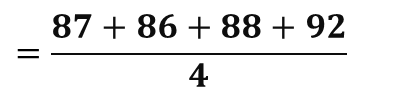 = 87 + 86 + 88 + 92
4